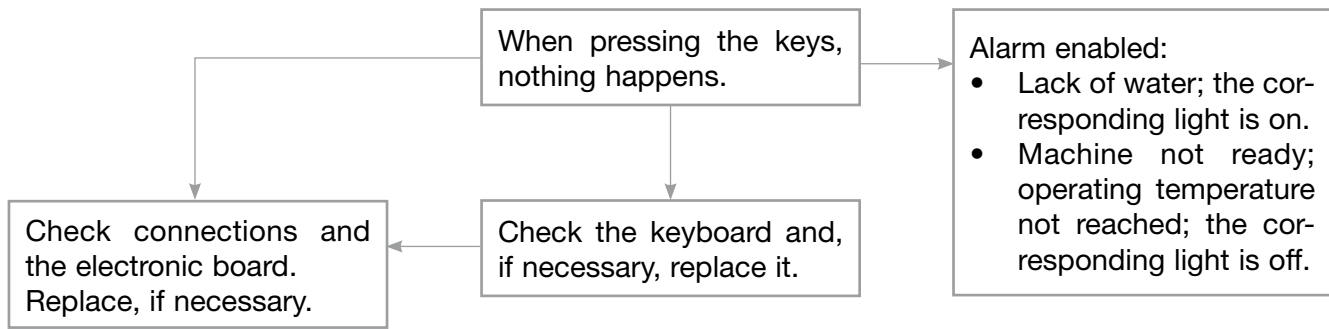 When pressing the keys,
nothing happens.
Alarm enabled:
• Lack of water; the cor-
responding light is on.
• Machine not ready;
operating temperature
not reached; the cor-
responding light is off.
Check connections and
the electronic board.
Replace, if necessary.
Check the keyboard and,
if necessary, replace it.